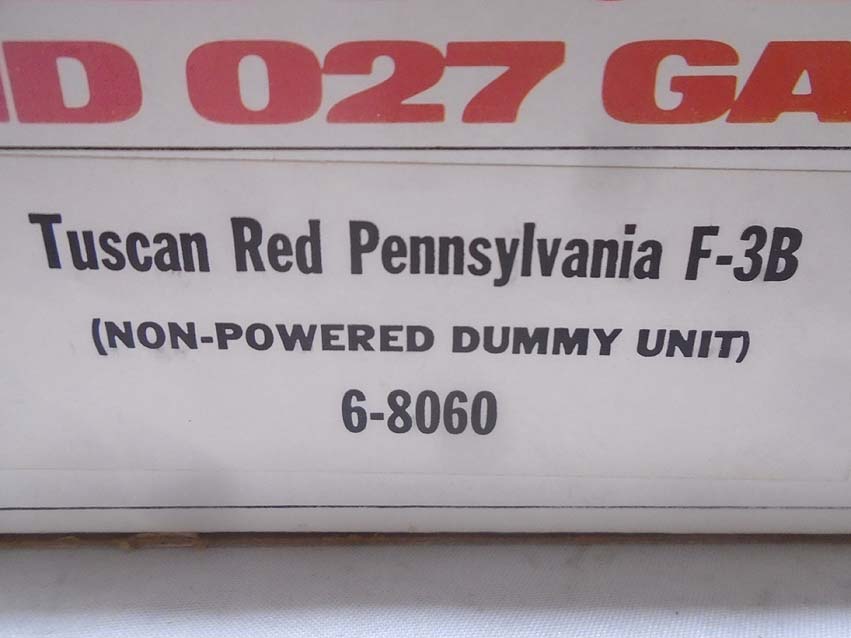 D 027 GA
Tuscan Red Pennsylvania F-3B
(NON-POWERED DUMMY UNIT)
6-8060